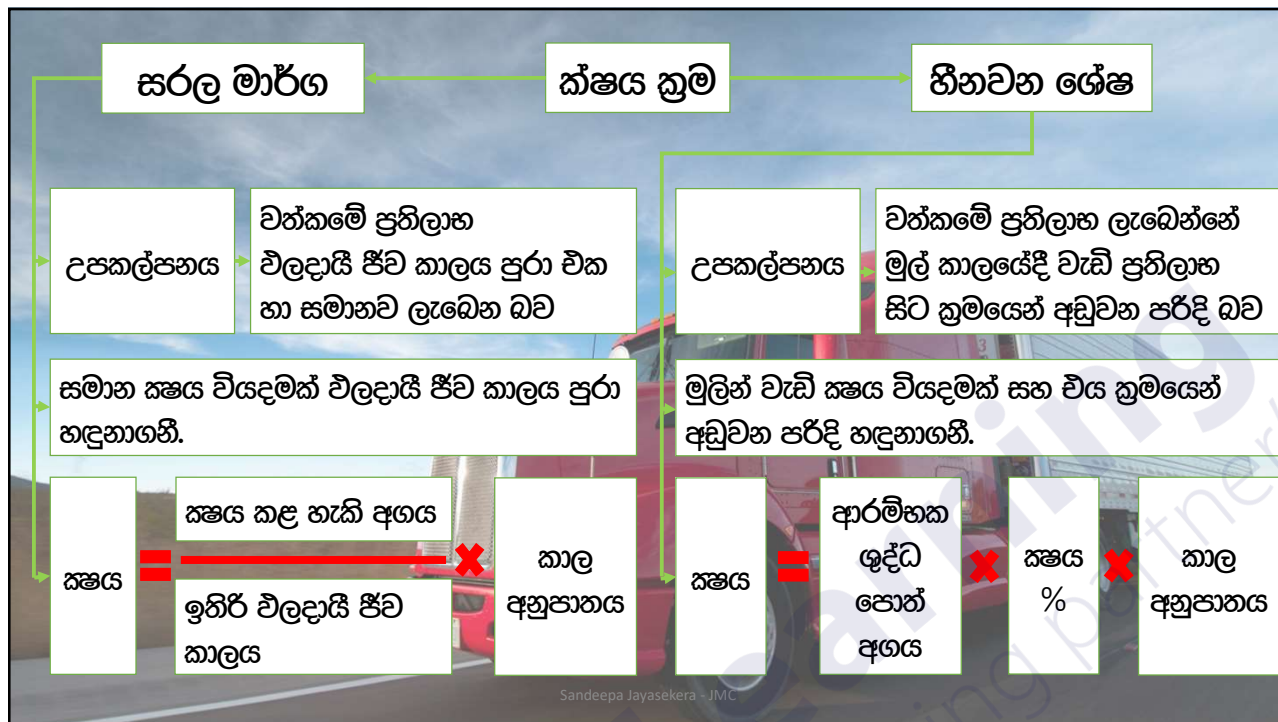 සරල මාර්ග
ක්ෂය ක්‍රම
හීනවන ශේෂ
උපකල්පනය
වත්කමේ ප්‍රතිලාභ
ඵලදායී ජීව කාලය පුරා එක
හා සමානව ලැබෙන බව
සමාන ක්‍ෂය වියදමක් ඵලදායී ජීව කාලය පුරා
හඳුනාගනී.
ක්‍ෂය
=
ක්‍ෂය කළ හැකි අගය
ඉතිරි ඵලදායී ජීව
කාලය
×
කාල
අනුපාතය
උපකල්පනය
වත්කමේ ප්‍රතිලාභ ලැබෙන්නේ
මුල් කාලයේදී වැඩි ප්‍රතිලාභ
සිට ක්‍රමයෙන් අඩුවන පරිදි බව
මුලින් වැඩි ක්‍ෂය වියදමක් සහ එය ක්‍රමයෙන්
අඩුවන පරිදි හඳුනාගනී.
ක්‍ෂය
=
ආරම්භක
ශුද්ධ
පොත්
අගය
×
ක්‍ෂය
%
×
කාල
අනුපාතය
Sandeepa Jayasekera - JMC